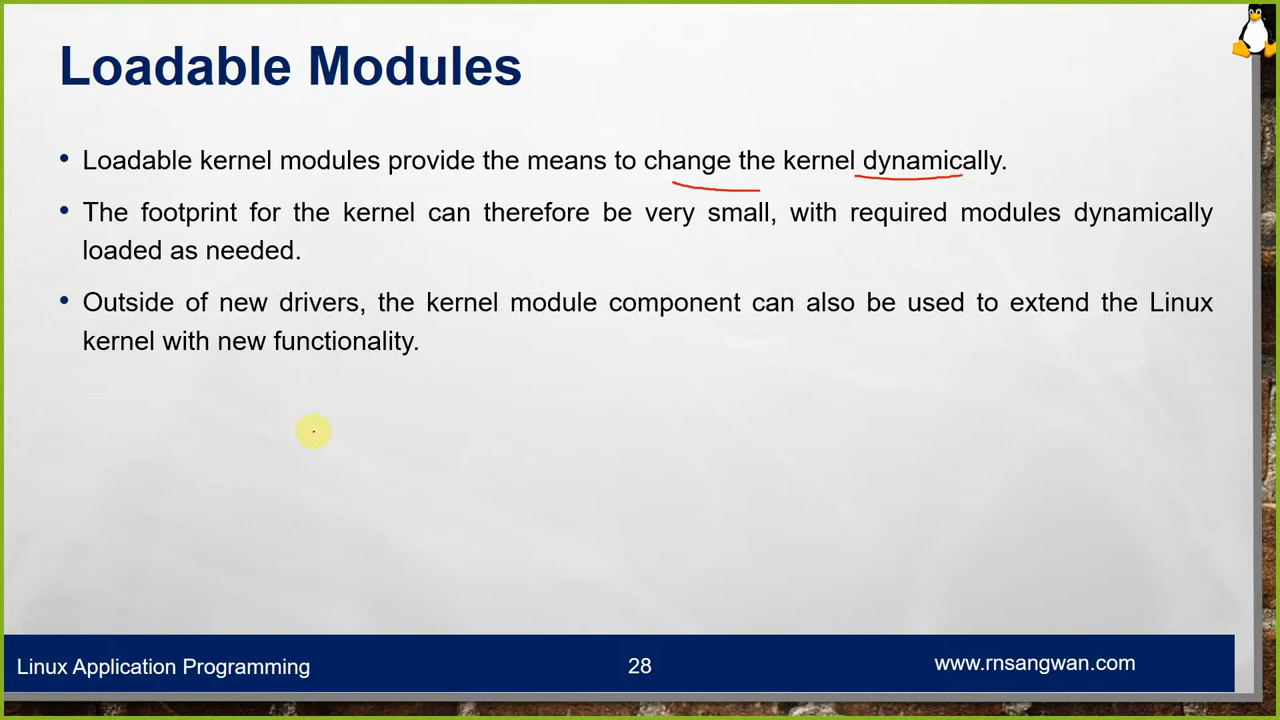 Loadable Modules
• Loadable kernel modules provide the means to change the kernel dynamically.
• The footprint for the kernel can therefore be very small, with required modules dynamically
loaded as needed.
• Outside of new drivers, the kernel module component can also be used to extend the Linux
kernel with new functionality.
Linux Application Programming
28
www.rnsangwan.com